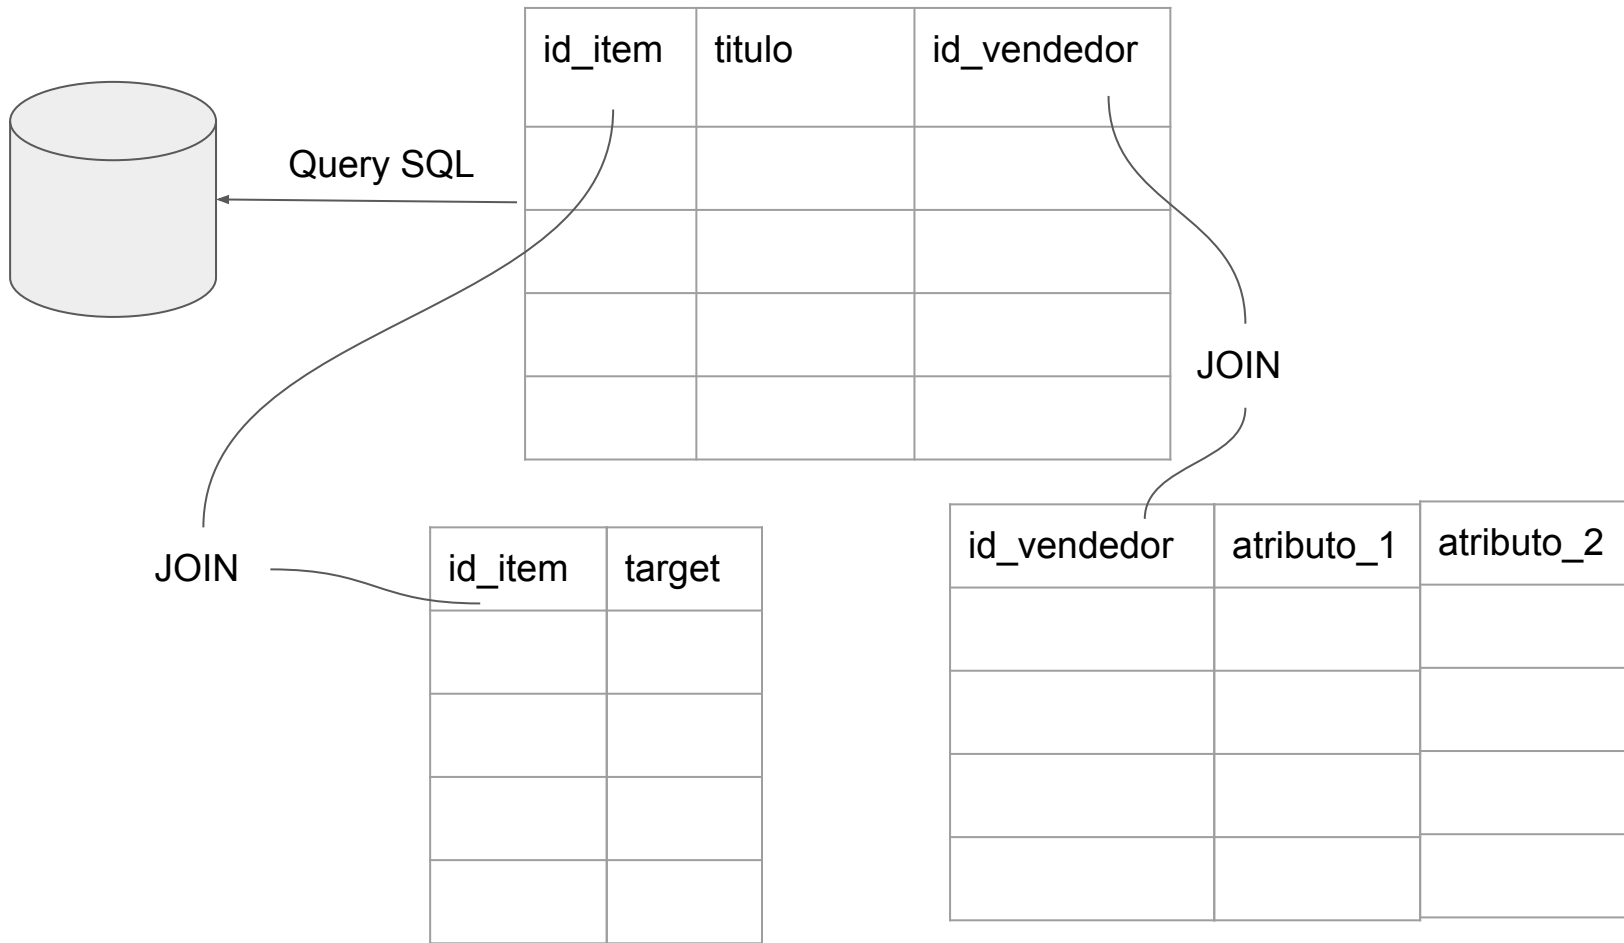 id_item titulo id_vendedor
Query SQL
JOIN
id_vendedor atributo_1 atributo_2
JOIN
id_item target